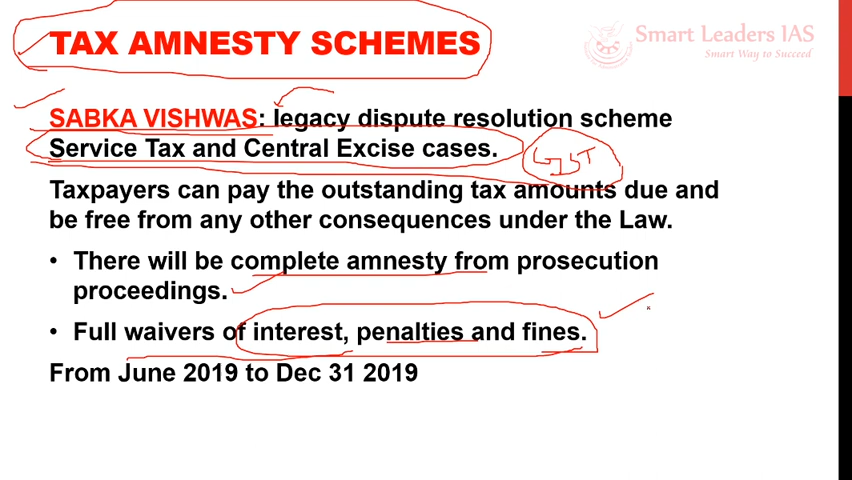 TAX AMNESTY SCHEMES
Smart Leaders IAS
Smart Way to Succeed
SABKA VISHWAS: legacy dispute resolution scheme
Service Tax and Central Excise cases.
GST
Taxpayers can pay the outstanding tax amounts due and
be free from any other consequences under the Law.
• There will be complete amnesty from prosecution
proceedings.
• Full waivers of interest, penalties and fines.
From June 2019 to Dec 31 2019